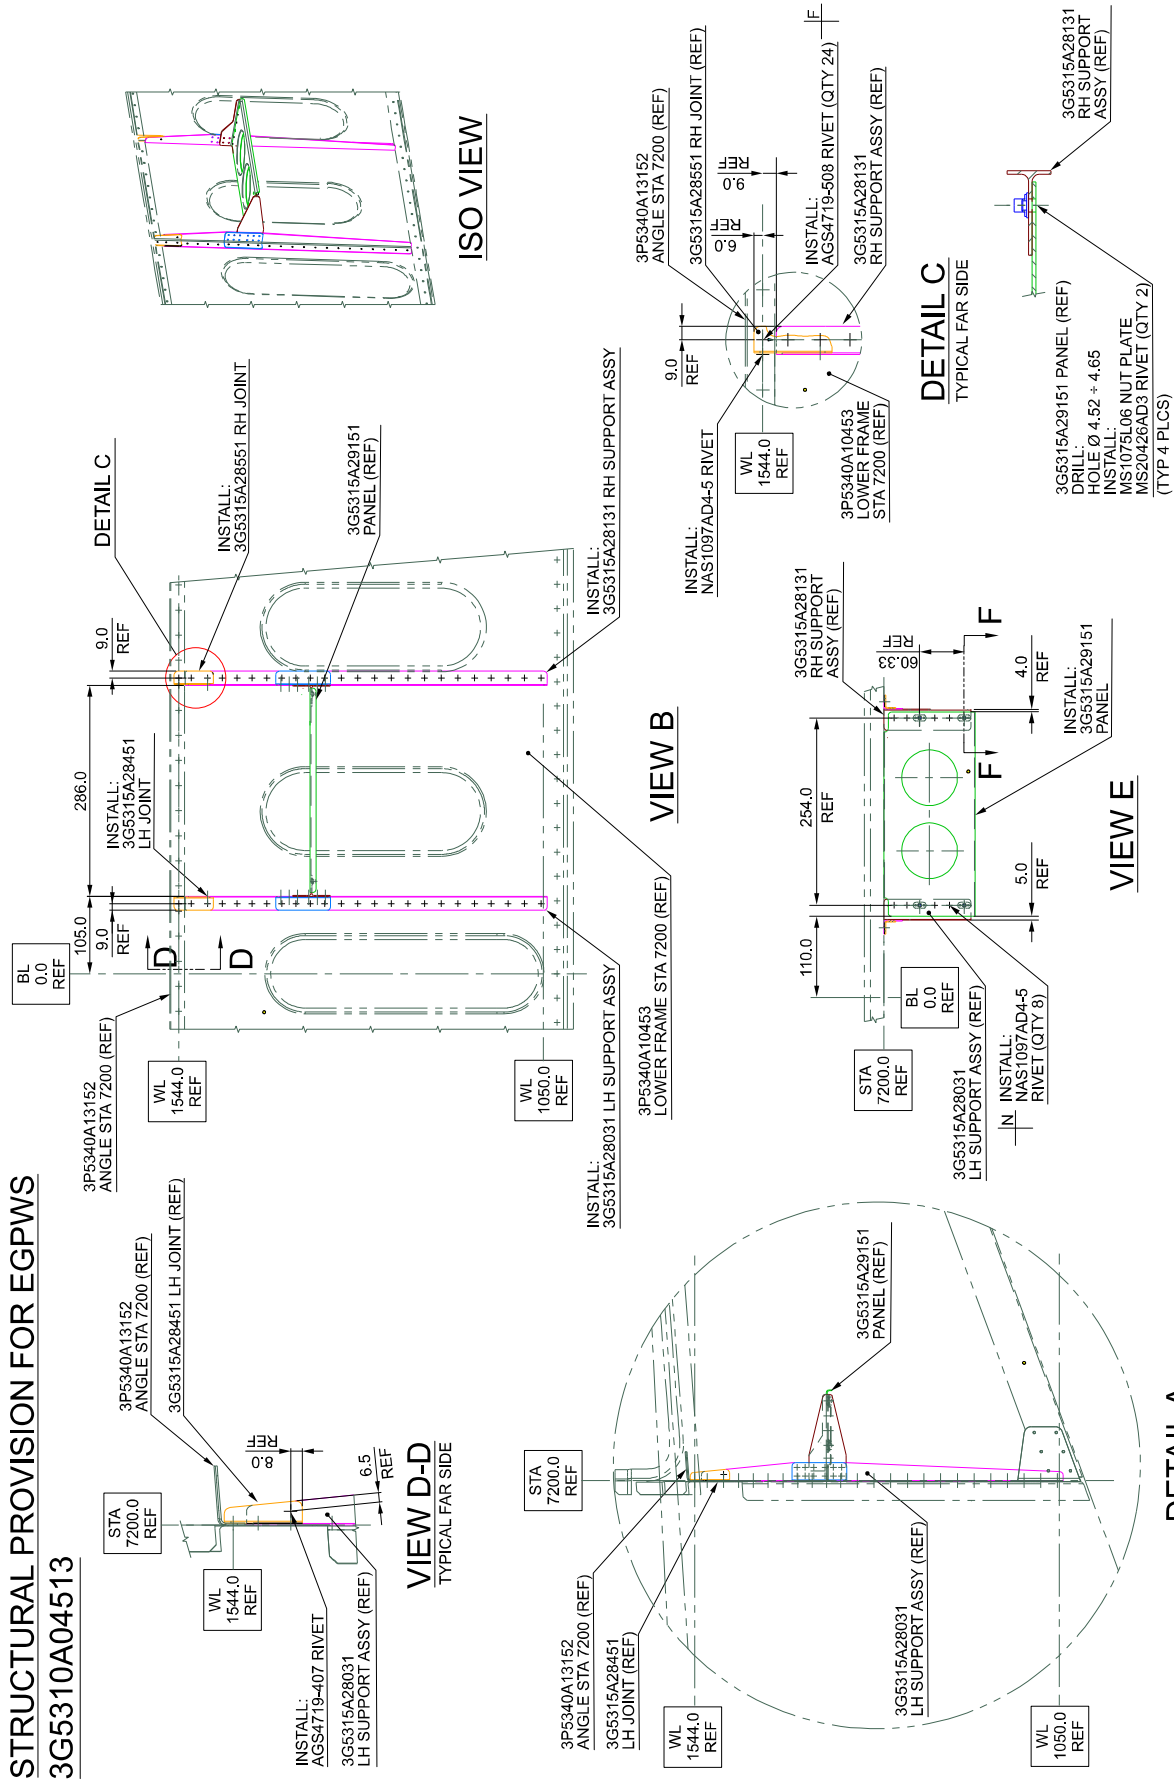 STRUCTURAL PROVISION FOR EGPWS
3G5310A04513
3P5340A13152
ANGLE STA 7200 (REF)
3G5315A28451 LH JOINT (REF)
STA
7200.0
REF
WL
1544.0
REF
8.0
REF
6.5
REF
INSTALL:
AGS4719-407 RIVET
3G5315A28031
LH SUPPORT ASSY (REF)
VIEW D-D
TYPICAL FAR SIDE
BL
0.0
REF
3P5340A13152
ANGLE STA 7200 (REF)
WL
1544.0
REF
105.0
9.0
REF
286.0
9.0
REF
D
D
INSTALL:
3G5315A28451
LH JOINT
DETAIL C
INSTALL:
3G5315A28551 RH JOINT
3G5315A29151
PANEL (REF)
WL
1050.0
REF
INSTALL:
3G5315A28031 LH SUPPORT ASSY
3P5340A10453
LOWER FRAME STA 7200 (REF)
INSTALL:
3G5315A28131 RH SUPPORT ASSY
VIEW B
ISO VIEW
STA
7200.0
REF
3P5340A13152
ANGLE STA 7200 (REF)
3G5315A28451
LH JOINT (REF)
WL
1544.0
REF
3G5315A29151
PANEL (REF)
3G5315A28031
LH SUPPORT ASSY (REF)
WL
1050.0
REF
DETAIL A
STA
7200.0
REF
BL
0.0
REF
110.0
254.0
REF
5.0
REF
4.0
REF
60.33
REF
3G5315A28131
RH SUPPORT
ASSY (REF)
F
F
INSTALL:
3G5315A29151
PANEL
3G5315A28031
LH SUPPORT ASSY (REF)
N
INSTALL:
NAS1097AD4-5
RIVET (QTY 8)
VIEW E
INSTALL:
NAS1097AD4-5 RIVET
WL
1544.0
REF
9.0
REF
6.0
REF
9.0
REF
3P5340A13152
ANGLE STA 7200 (REF)
3G5315A28551 RH JOINT (REF)
F
INSTALL:
AGS4719-508 RIVET (QTY 24)
3G5315A28131
RH SUPPORT ASSY (REF)
3P5340A10453
LOWER FRAME
STA 7200 (REF)
DETAIL C
TYPICAL FAR SIDE
3G5315A28131
RH SUPPORT
ASSY (REF)
3G5315A29151 PANEL (REF)
DRILL:
HOLE Ø 4.52 ÷ 4.65
INSTALL:
MS1075L06 NUT PLATE
MS20426AD3 RIVET (QTY 2)
(TYP 4 PLCS)